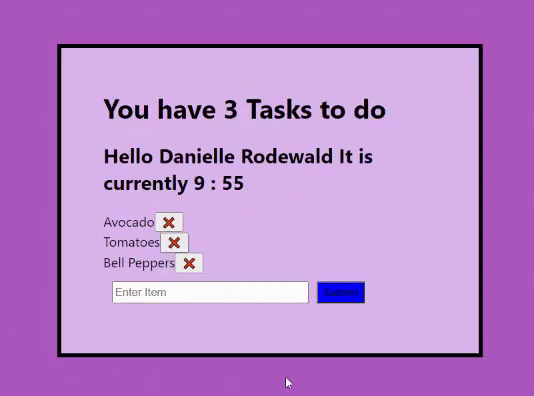 You have 3 Tasks to do
Hello Danielle Rodewald It is
currently 9 : 55
Avocado
Tomatoes
Bell Peppers
Enter Item
Submit